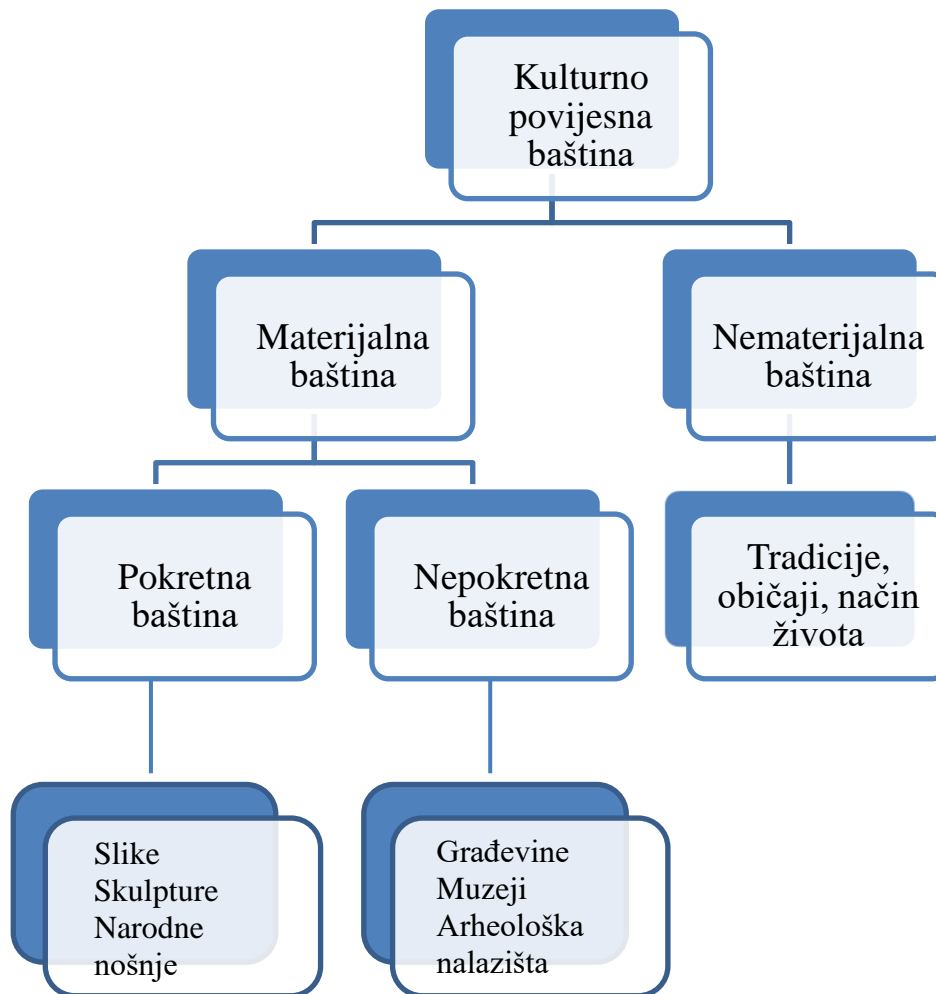 Kulturno
povijesna
baština
Materijalna
baština
Nematerijalna
baština
Pokretna
baština
Nepokretna
baština
Tradicije,
običaji, način
života
Slike
Skulpture
Narodne
nošnje
Građevine
Muzeji
Arheološka
nalazišta